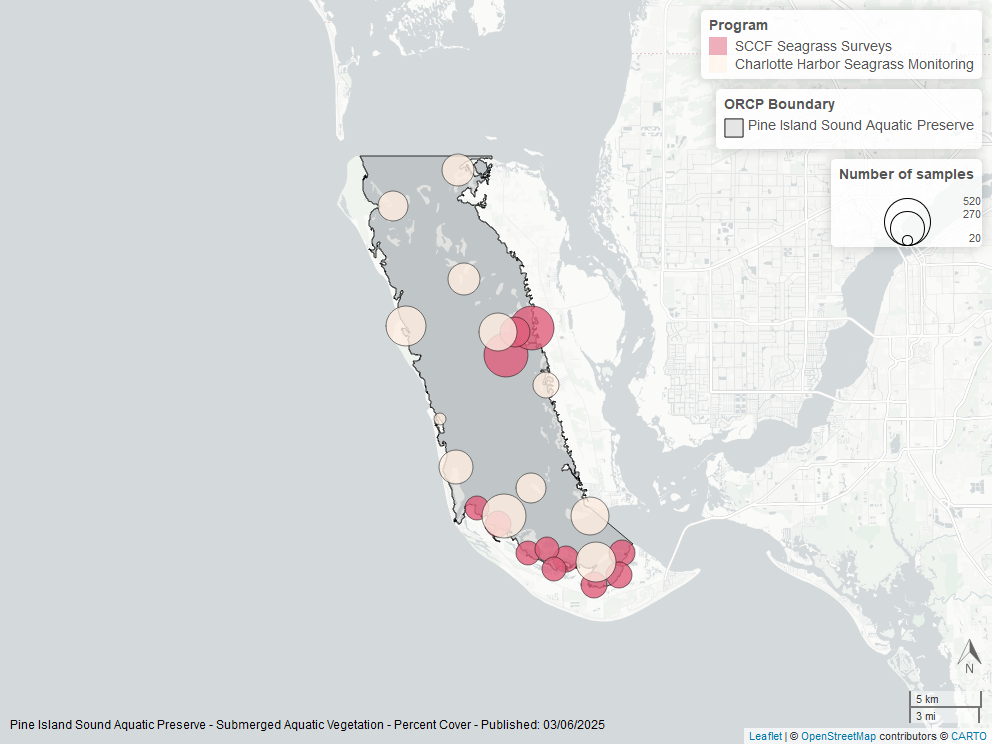 Program
SCCF Seagrass Surveys
Charlotte Harbor Seagrass Monitoring
ORCP Boundary
Pine Island Sound Aquatic Preserve
Number of samples
520
270
20
N
5 km
3 mi
Pine Island Sound Aquatic Preserve - Submerged Aquatic Vegetation - Percent Cover - Published: 03/06/2025
Leaflet | © OpenStreetMap contributors © CARTO